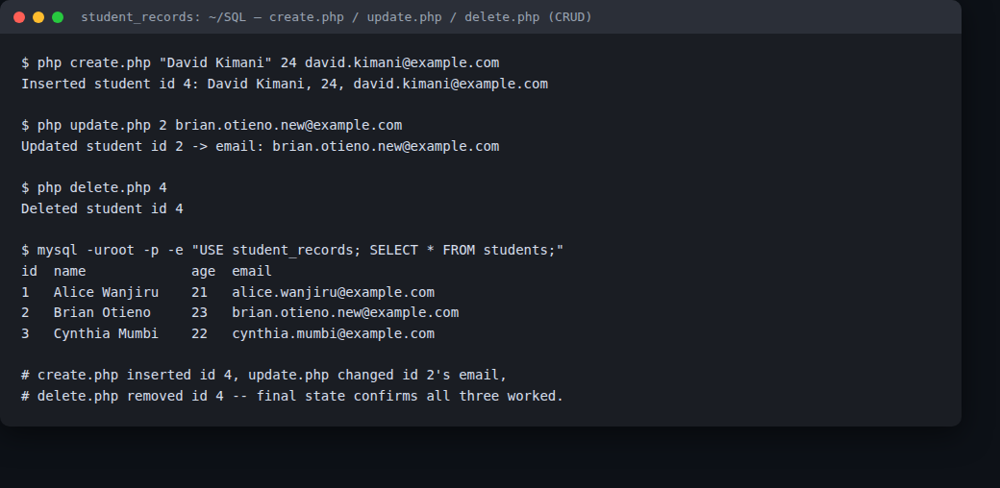 student_records: ~/SQL — create.php / update.php / delete.php (CRUD)
$ php create.php "David Kimani" 24 david.kimani@example.com
Inserted student id 4: David Kimani, 24, david.kimani@example.com
$ php update.php 2 brian.otieno.new@example.com
Updated student id 2 -> email: brian.otieno.new@example.com
$ php delete.php 4
Deleted student id 4
$ mysql -uroot -p -e "USE student_records; SELECT * FROM students;"
id  name             age  email
1   Alice Wanjiru    21   alice.wanjiru@example.com
2   Brian Otieno     23   brian.otieno.new@example.com
3   Cynthia Mumbi    22   cynthia.mumbi@example.com
# create.php inserted id 4, update.php changed id 2's email,
# delete.php removed id 4 -- final state confirms all three worked.